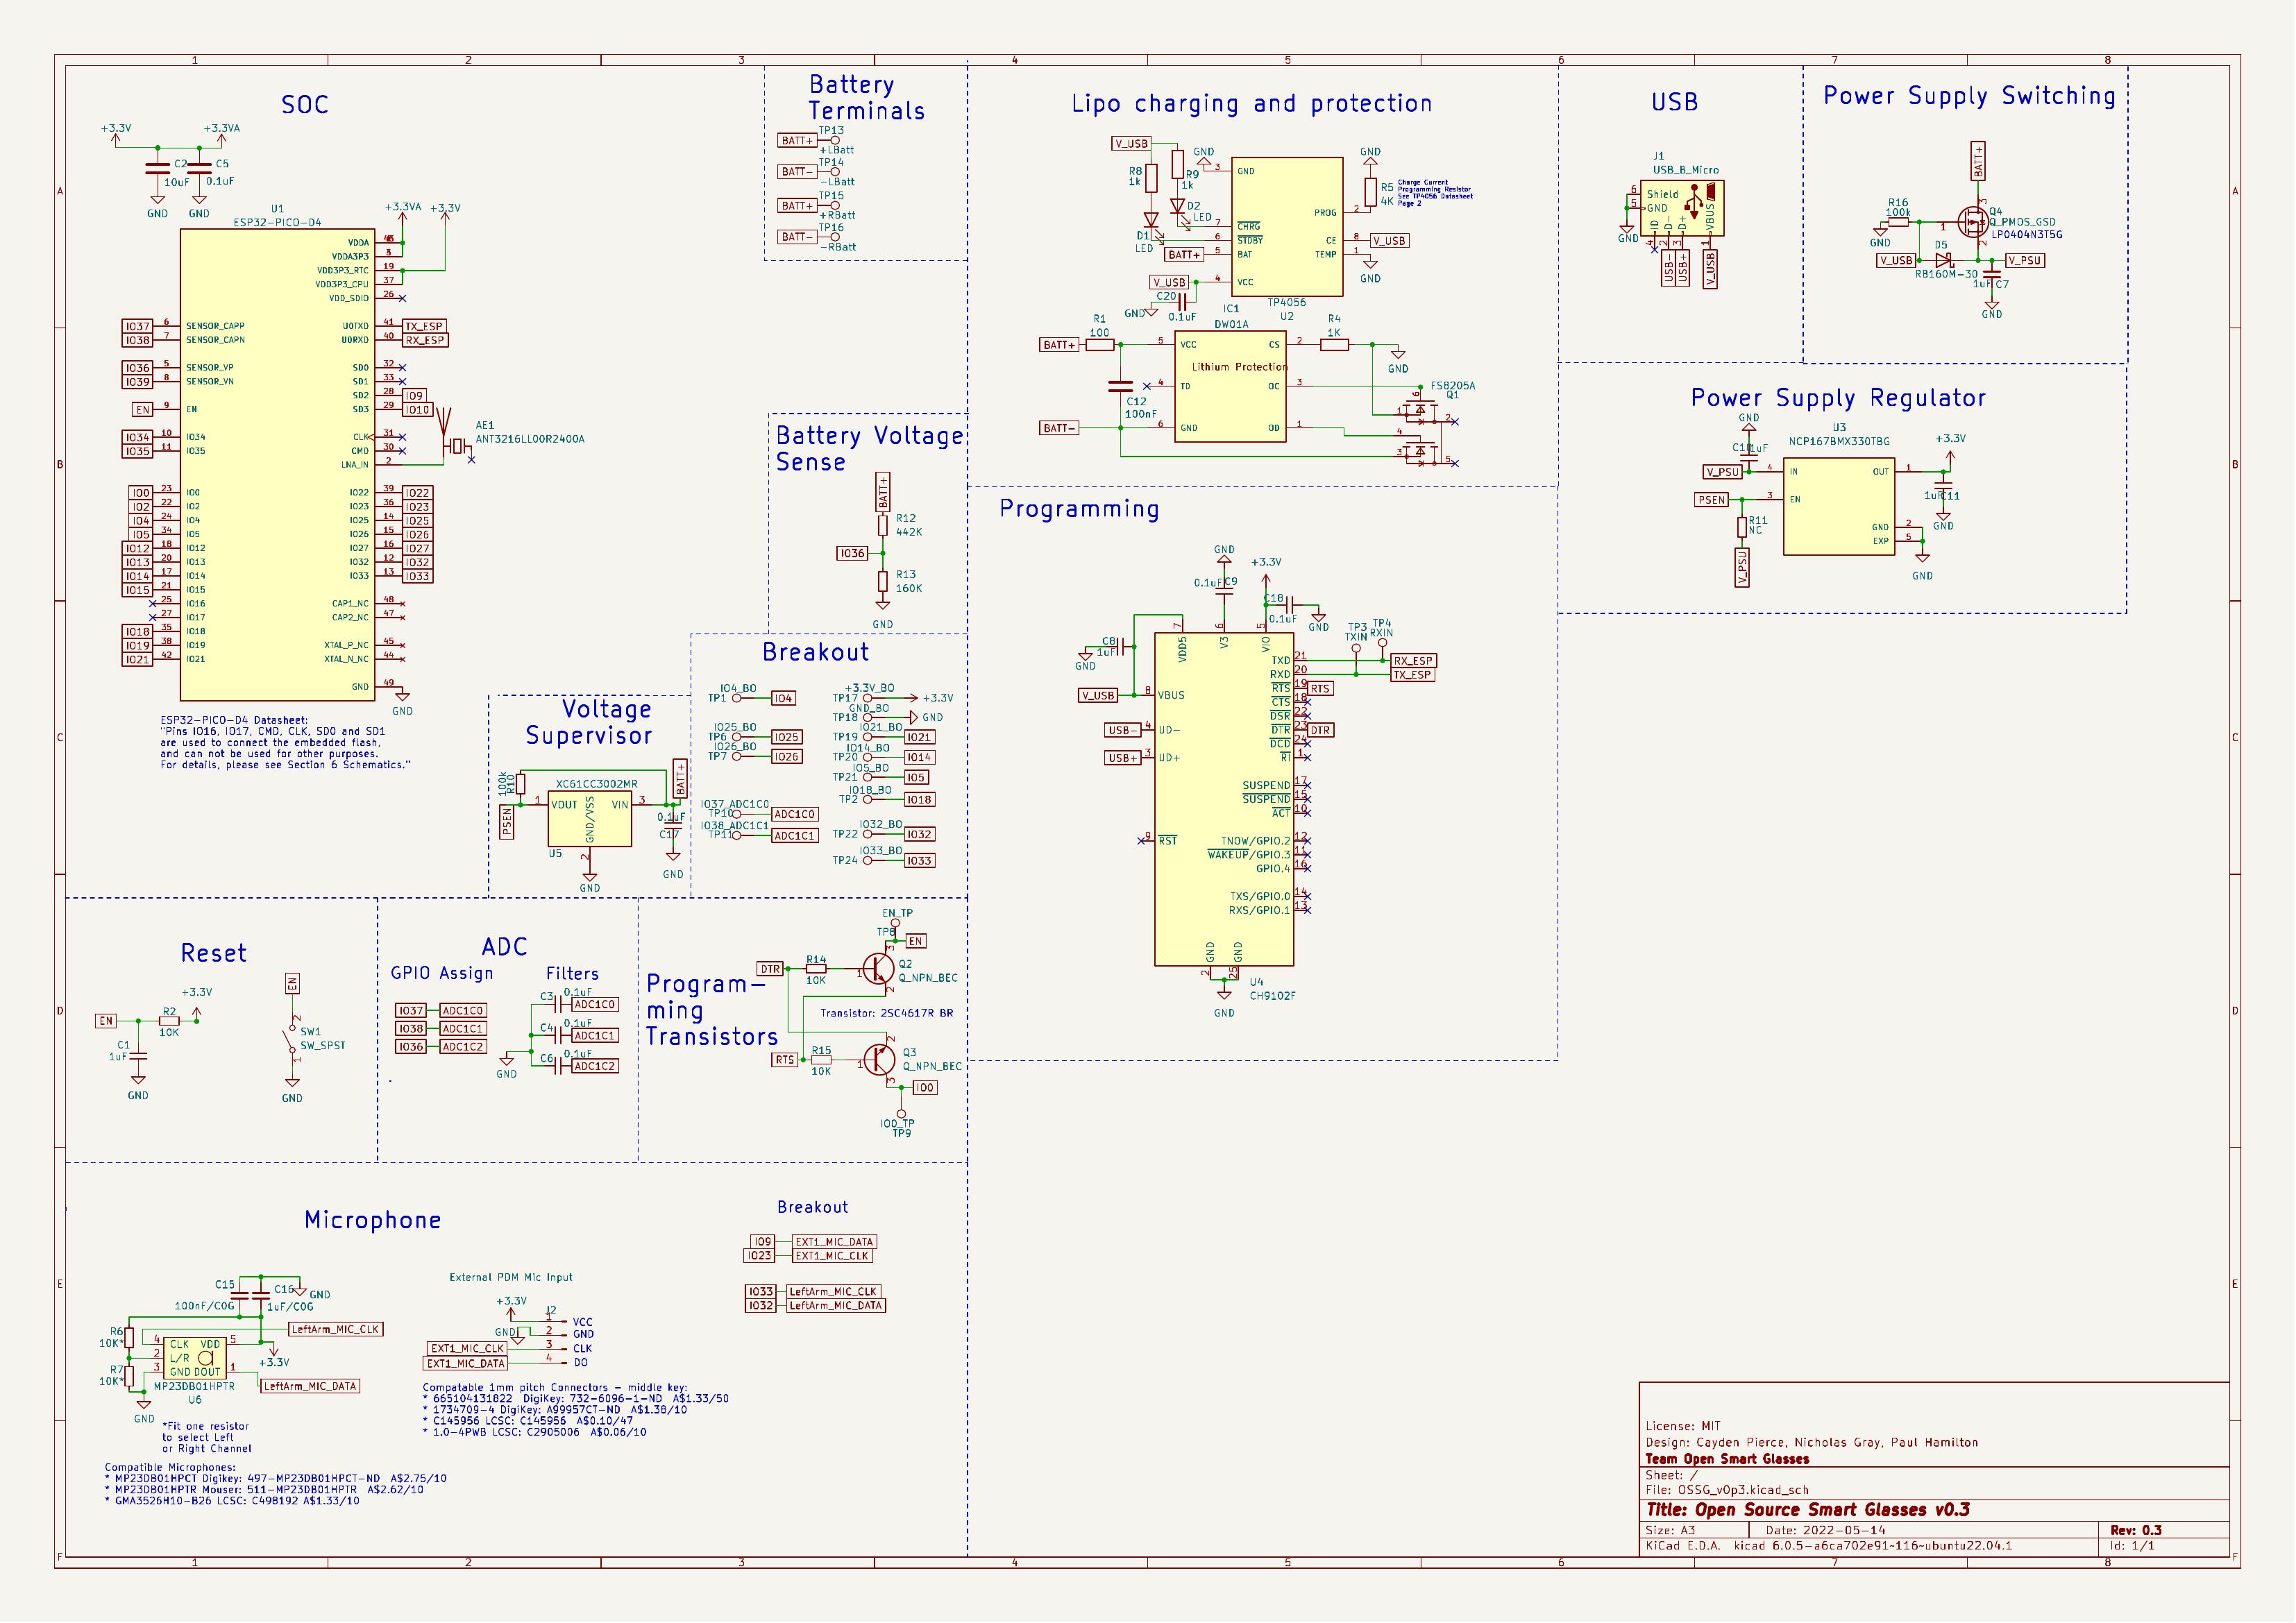 SOC
+3.3V
+3.3VA
C2
10uF
C5
0.1uF
GND
GND
U1
ESP32-PICO-D4
+3.3VA
+3.3V
VDDA
VDDA3P3
VDD3P3_RTC 19
VDD3P3_CPU 37
VDD_SDIO 26
IO37 6 SENSOR_CAPP
IO38 7 SENSOR_CAPN
IO36 5 SENSOR_VP
IO39 8 SENSOR_VN
EN 9 EN
IO34 10 IO34
IO35 11 IO35
IO0 23 IO0
IO2 22 IO2
IO4 24 IO4
IO5 34 IO5
IO12 18 IO12
IO13 20 IO13
IO14 17 IO14
IO15 21 IO15
25 IO16
27 IO17
IO18 35 IO18
IO19 38 IO19
IO21 42 IO21
U0TXD 41 TX_ESP
U0RXD 40 RX_ESP
SD0 32
SD1 33
SD2 28 IO9
SD3 29 IO10
CLK 31
CMD 30
LNA_IN 2
AE1
ANT3216LL00R2400A
IO22 39 IO22
IO23 36 IO23
IO25 14 IO25
IO26 15 IO26
IO27 16 IO27
IO32 12 IO32
IO33 13 IO33
CAP1_NC 48
CAP2_NC 47
XTAL_P_NC 45
XTAL_N_NC 44
GND 49
GND
ESP32-PICO-D4 Datasheet:
"Pins IO16, IO17, CMD, CLK, SD0 and SD1
are used to connect the embedded flash,
and can not be used for other purposes.
For details, please see Section 6 Schematics."
Battery
Terminals
TP13
BATT+
+LBatt
TP14
BATT-
-LBatt
TP15
BATT+
+RBatt
TP16
BATT-
-RBatt
Battery Voltage
Sense
BATT+
R12
442K
IO36
R13
160K
GND
Voltage
Supervisor
100k
R10
XC61CC3002MR
BATT+
1 VOUT
VIN 3
GND/VSS
PSEN
0.1uF
C17
U5
2
GND
GND
Breakout
IO4_BO
TP1 IO4
IO25_BO
TP6 IO25
IO26_BO
TP7 IO26
IO37_ADC1C0
TP10 ADC1C0
IO38_ADC1C1
TP11 ADC1C1
+3.3V_BO
TP17 +3.3V
GND_BO
TP18 GND
IO21_BO
TP19 IO21
IO14_BO
TP20 IO14
IO5_BO
TP21 IO5
IO18_BO
TP2 IO18
IO32_BO
TP22 IO32
IO33_BO
TP24 IO33
Lipo charging and protection
V_USB
R8
1k
R9
1k
D2
LED
D1
LED
GND
3 GND
7 CHRG
6 STDBY
BATT+ 5 BAT
V_USB 4 VCC
C20
0.1uF
GND
PROG 2
CE 8 V_USB
TEMP 1
GND
GND
R5
4K
Charge Current
Programming Resistor
See TP4056 Datasheet
Page 2
TP4056
U2
IC1
DW01A
R1
100
BATT+
5 VCC
Lithium Protection
4 TD
C12
100nF
BATT-
6 GND
CS 2
R4
1K
GND
OC 3
OD 1
FS8205A
Q1
6
1
2
4
3
5
USB
J1
USB_B_Micro
6 Shield
5 GND
ID
D-
D+
VBUS
4
2
3
1
GND
USB-
USB+
V_USB
Power Supply Switching
BATT+
R16
100k
GND
3
1
2
Q4
Q_PMOS_GSD
LP0404N3T5G
D5
V_USB
V_PSU
RB160M-30
1uF C7
GND
Power Supply Regulator
GND
U3
NCP167BMX330TBG
+3.3V
1uF
V_PSU 4 IN
OUT 1
PSEN 3 EN
1uF C11
R11
NC
GND 2
EXP 5
GND
GND
V_PSU
Programming
GND
+3.3V
0.1uF C9
C18
0.1uF
GND
C8
1uF
GND
7 VDD5
6 V3
5 VIO
TP3
TXIN
TP4
RXIN
TXD 21 RX_ESP
RXD 20 TX_ESP
RTS 19 RTS
CTS 18
DSR 22
DTR 23 DTR
DCD 24
RI 1
V_USB 8 VBUS
USB- 4 UD-
USB+ 3 UD+
SUSPEND 17
SUSPEND 15
ACT 10
9 RST
TNOW/GPIO.2 12
WAKEUP/GPIO.3 11
GPIO.4 16
TXS/GPIO.0 14
RXS/GPIO.1 13
GND
GND
2
25
U4
CH9102F
GND
Reset
+3.3V
EN
R2
10K
C1
1uF
GND
EN
2
SW1
SW_SPST
1
GND
ADC
GPIO Assign
IO37 ADC1C0
IO38 ADC1C1
IO36 ADC1C2
Filters
C3 0.1uF ADC1C0
C4 0.1uF ADC1C1
C6 0.1uF ADC1C2
GND
Program-
ming
Transistors
EN_TP
TP8
EN
DTR
R14
10K
3
1
2
Q2
Q_NPN_BEC
Transistor: 2SC4617R BR
RTS
R15
10K
2
1
3
Q3
Q_NPN_BEC
IO0
IO0_TP
TP9
Microphone
C15
100nF/C0G
C16
1uF/C0G
GND
R6
10K*
R7
10K*
LeftArm_MIC_CLK
4 CLK
VDD 5
2 L/R
3 GND
DOUT 1
+3.3V
MP23DB01HPTR
U6
LeftArm_MIC_DATA
GND
*Fit one resistor
to select Left
or Right Channel
Compatible Microphones:
* MP23DB01HPCT Digikey: 497-MP23DB01HPCT-ND A$2.75/10
* MP23DB01HPTR Mouser: 511-MP23DB01HPTR A$2.62/10
* GMA3526H10-B26 LCSC: C498192 A$1.33/10
External PDM Mic Input
+3.3V
J2
1 VCC
GND 2 GND
EXT1_MIC_CLK 3 CLK
EXT1_MIC_DATA 4 DO
Compatable 1mm pitch Connectors - middle key:
* 665104131822 DigiKey: 732-6096-1-ND A$1.33/50
* 1734709-4 DigiKey: A99957CT-ND A$1.38/10
* C145956 LCSC: C145956 A$0.10/47
* 1.0-4PWB LCSC: C2905006 A$0.06/10
Breakout
IO9 EXT1_MIC_DATA
IO23 EXT1_MIC_CLK
IO33 LeftArm_MIC_CLK
IO32 LeftArm_MIC_DATA
License: MIT
Design: Cayden Pierce, Nicholas Gray, Paul Hamilton
Team Open Smart Glasses
Sheet: /
File: OSSG_v0p3.kicad_sch
Title: Open Source Smart Glasses v0.3
Size: A3 Date: 2022-05-14 Rev: 0.3
KiCad E.D.A. kicad 6.0.5-a6ca702e91~116~ubuntu22.04.1 Id: 1/1
1 2 3 4 5 6 7 8
A
B
C
D
E
F